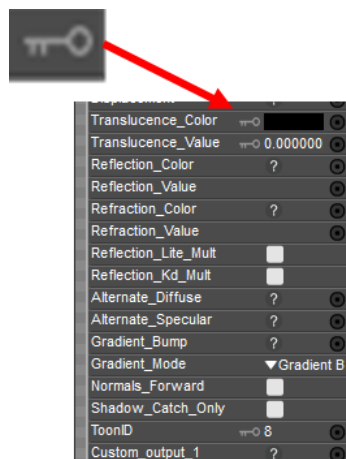 Displacement ?
Translucence_Color
Translucence_Value 0.000000
Reflection_Color ?
Reflection_Value
Refraction_Color ?
Refraction_Value
Reflection_Lite_Mult
Reflection_Kd_Mult
Alternate_Diffuse ?
Alternate_Specular ?
Gradient_Bump ?
Gradient_Mode ▼Gradient B
Normals_Forward
Shadow_Catch_Only
ToonID 8
Custom_output_1 ?